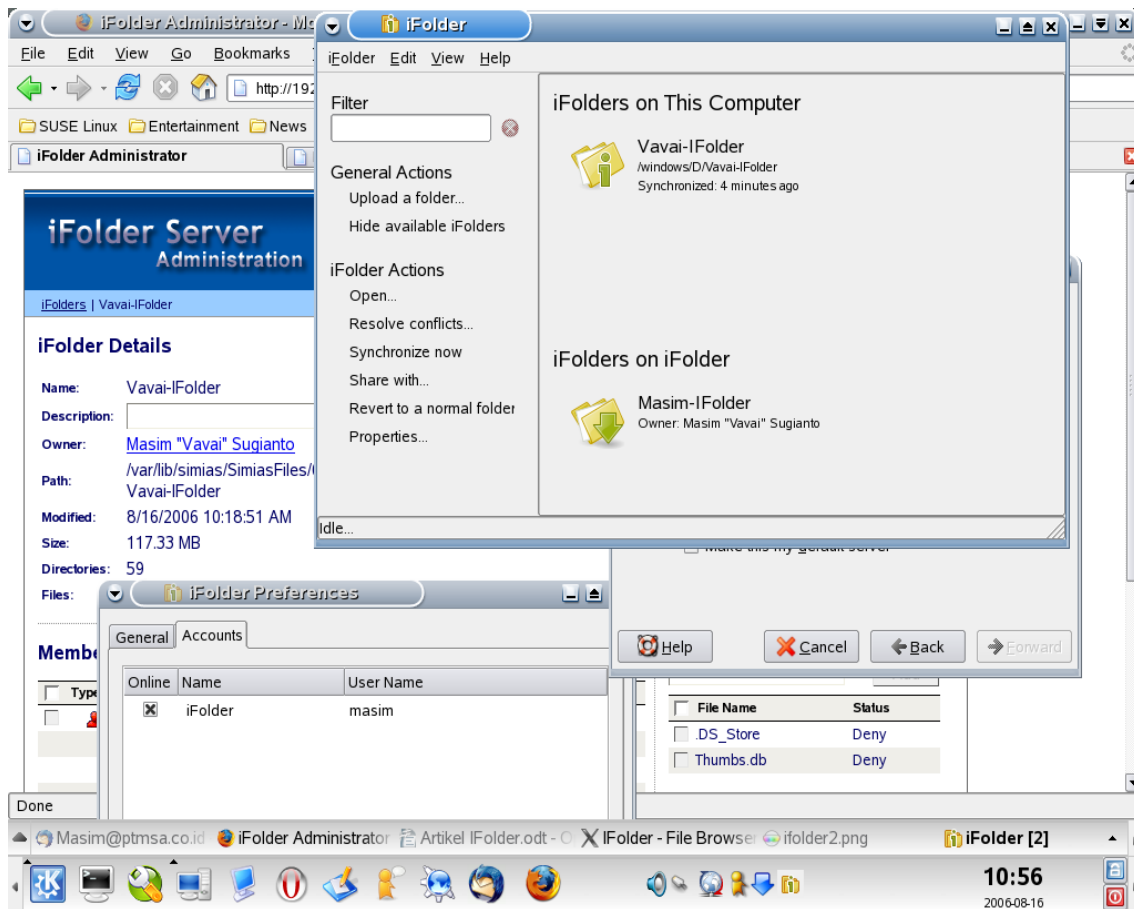 iFolder Administrator - Mo
iFolder
File Edit View Go Bookmarks
iFolder Edit View Help
http://192
SUSE Linux Entertainment News
iFolder Administrator
iFolder Server
Administration
iFolders | Vavai-IFolder
iFolder Details
Name: Vavai-IFolder
Description:
Owner: Masim "Vavai" Sugianto
Path: /var/lib/simias/SimiasFiles/
Vavai-IFolder
Modified: 8/16/2006 10:18:51 AM
Size: 117.33 MB
Directories: 59
Files:
Filter
General Actions
Upload a folder...
Hide available iFolders
iFolder Actions
Open...
Resolve conflicts...
Synchronize now
Share with...
Revert to a normal folder
Properties...
Idle...
iFolders on This Computer
Vavai-IFolder
/windows/D/Vavai-IFolder
Synchronized: 4 minutes ago
iFolders on iFolder
Masim-IFolder
Owner: Masim "Vavai" Sugianto
Make this my default server
Help Cancel Back Forward
iFolder Preferences
General Accounts
Online Name User Name
iFolder masim
Membe
Type
File Name Status
.DS_Store Deny
Thumbs.db Deny
Done
Masim@ptmsa.co.id iFolder Administrator Artikel IFolder.odt - O IFolder - File Browser ifolder2.png iFolder [2]
10:56
2006-08-16